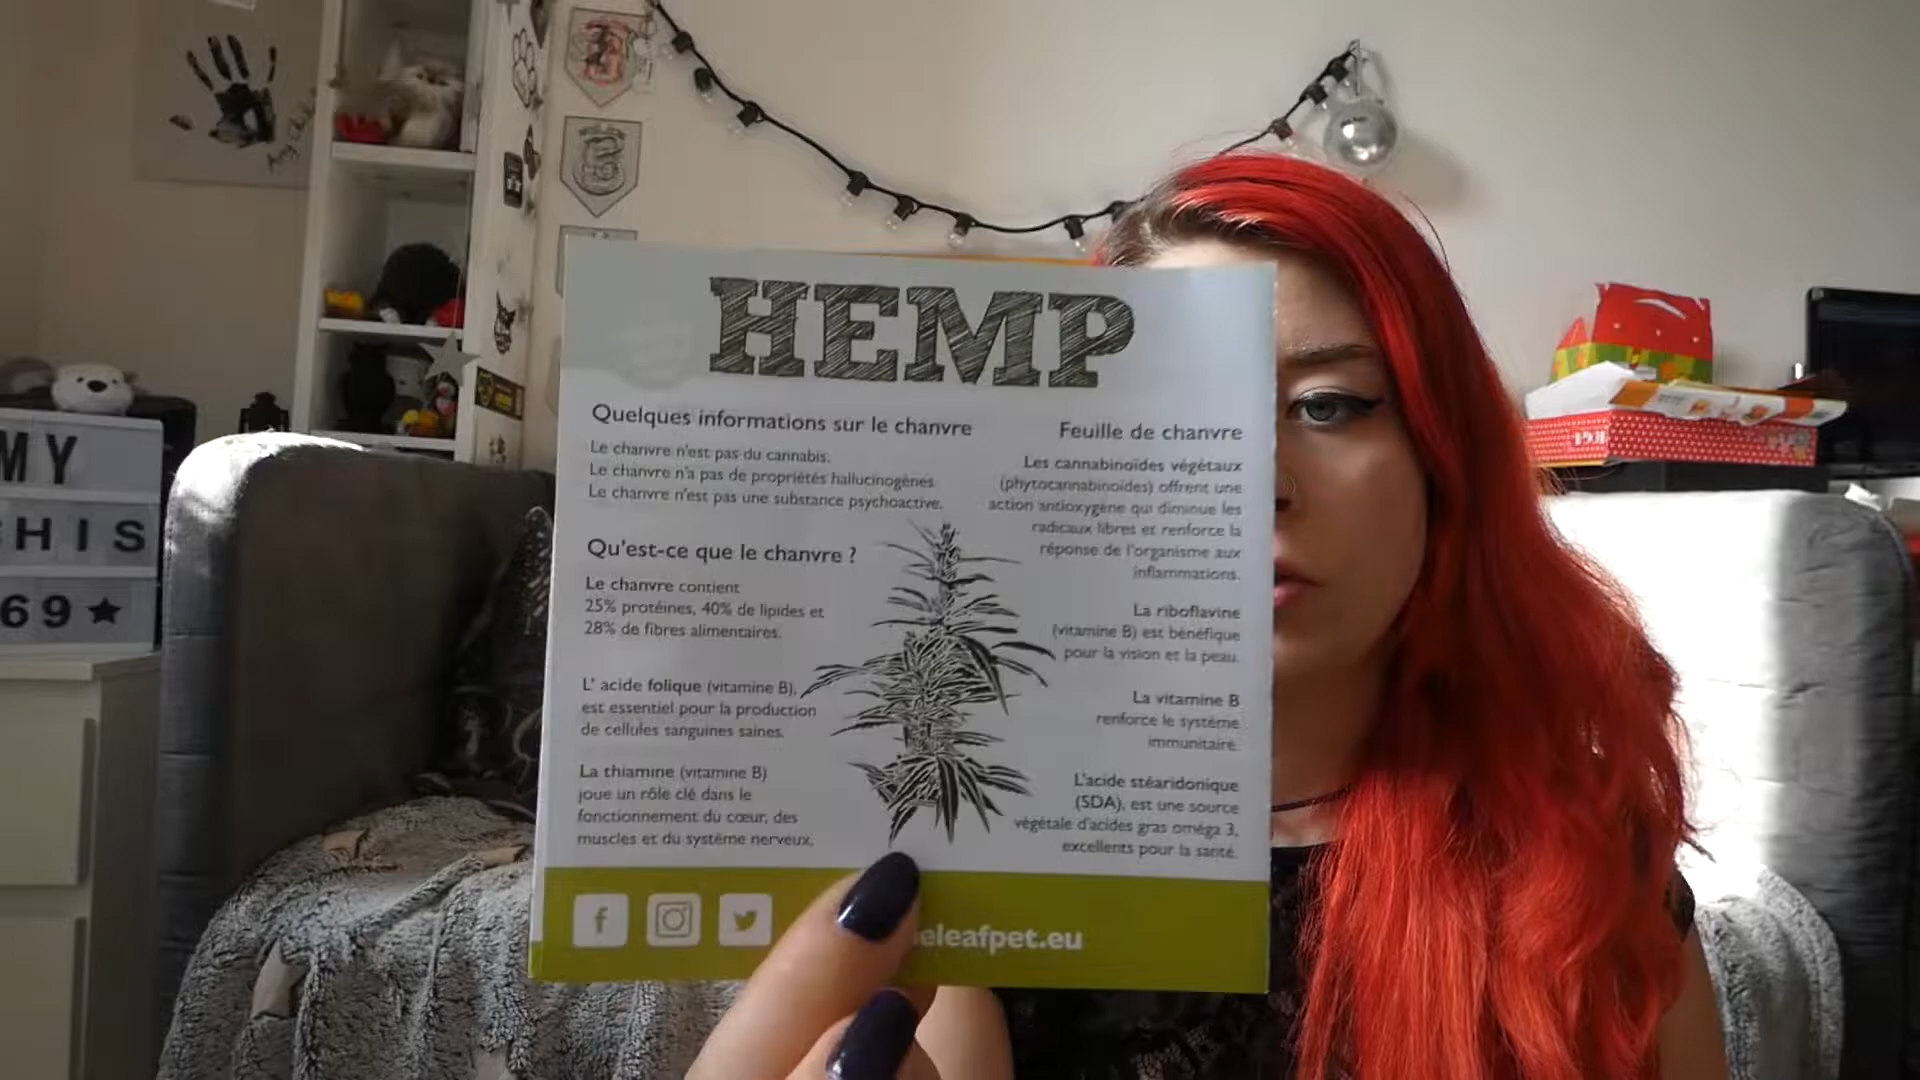 MY
HIS
69 ★
HEMP
Quelques informations sur le chanvre
Le chanvre n'est pas du cannabis.
Le chanvre n'a pas de propriétés hallucinogènes
Le chanvre n'est pas une substance psychoactive.
Qu'est-ce que le chanvre ?
Le chanvre contient
25% protéines, 40% de lipides et
28% de fibres alimentaires.
L' acide folique (vitamine B),
est essentiel pour la production
de cellules sanguines saines.
La thiamine (vitamine B)
joue un rôle clé dans le
fonctionnement du cœur, des
muscles et du système nerveux.
Feuille de chanvre
Les cannabinoïdes végétaux
(phytocannabinoïdes) offrent une
action antioxygène qui diminue les
radicaux libres et renforce la
réponse de l'organisme aux
inflammations.
La riboflavine
(vitamine B) est bénéfique
pour la vision et la peau.
La vitamine B
renforce le système
immunitaire.
L'acide stéaridonique
(SDA), est une source
végétale d'acides gras oméga 3,
excellents pour la santé.
eleafpet.eu